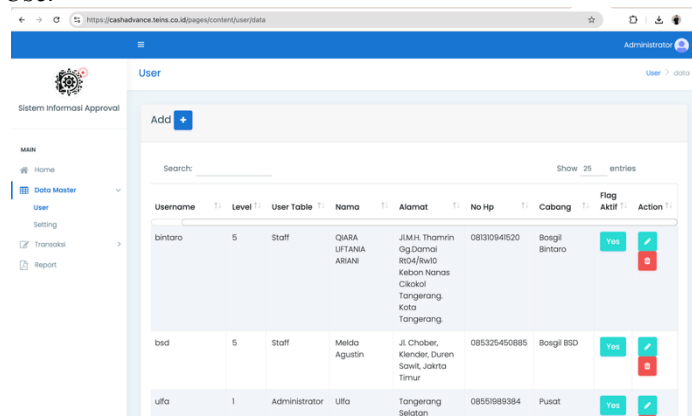 User
https://cashadvance.teins.co.id/pages/content/user/data
Administrator
Sistem Informasi Approval
User
User > data
Add +
MAIN
Home
Data Master
User
Setting
Transaksi
Report
Search:
Show 25 entries
Username Level User Table Nama Alamat No Hp Cabang Flag Aktif Action
bintaro 5 Staff QIARA LIFTANIA ARIANI Jl.M.H. Thamrin Gg.Damai Rt04/Rw10 Kebon Nanas Cikokol Tangerang. Kota Tangerang. 081310941520 Bosgil Bintaro Yes
bsd 5 Staff Melda Agustin Jl. Chober, Klender, Duren Sawit, Jakrta Timur 085325450885 Bosgil BSD Yes
ulfa 1 Administrator Ulfa Tangerang Selatan 08551989384 Pusat Yes